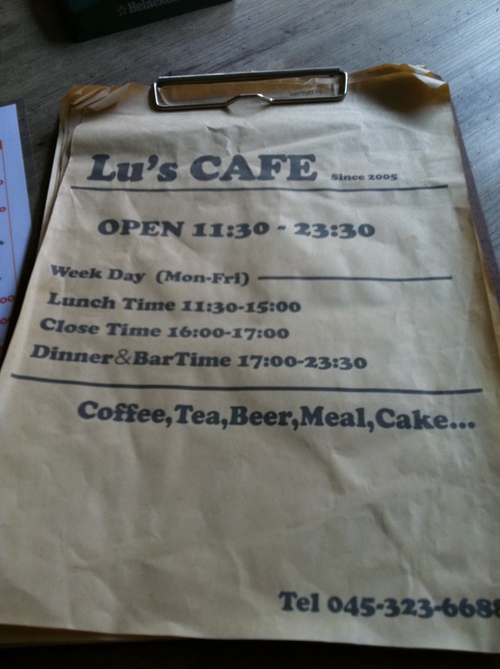 Heineken
Lu's CAFE Since 2005
OPEN 11:30 - 23:30
Week Day (Mon-Fri)
Lunch Time 11:30-15:00
Close Time 16:00-17:00
Dinner&BarTime 17:00-23:30
Coffee,Tea,Beer,Meal,Cake...
Tel 045-323-6688